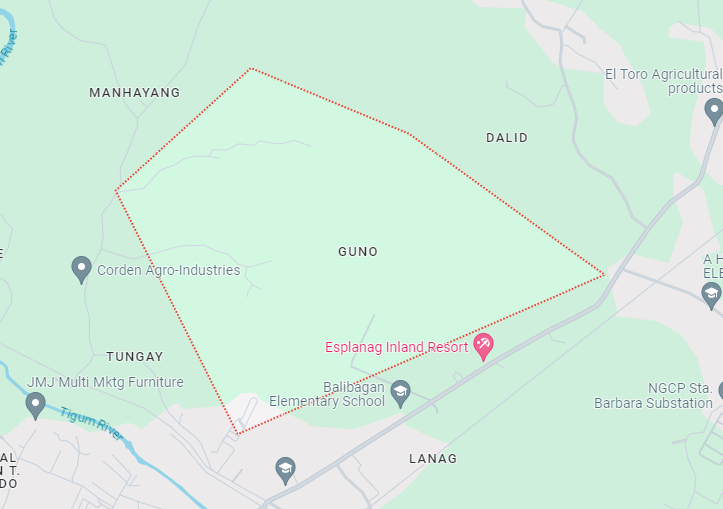 MANHAYANG
El Toro Agricultural
products
DALID
GUNO
Corden Agro-Industries
A H
ELE
TUNGAY
Esplanag Inland Resort
JMJ Multi Mktg Furniture
Balibagan
Elementary School
NGCP Sta.
Barbara Substation
Tigum River
LANAG
AL
N T.
DO
River
E